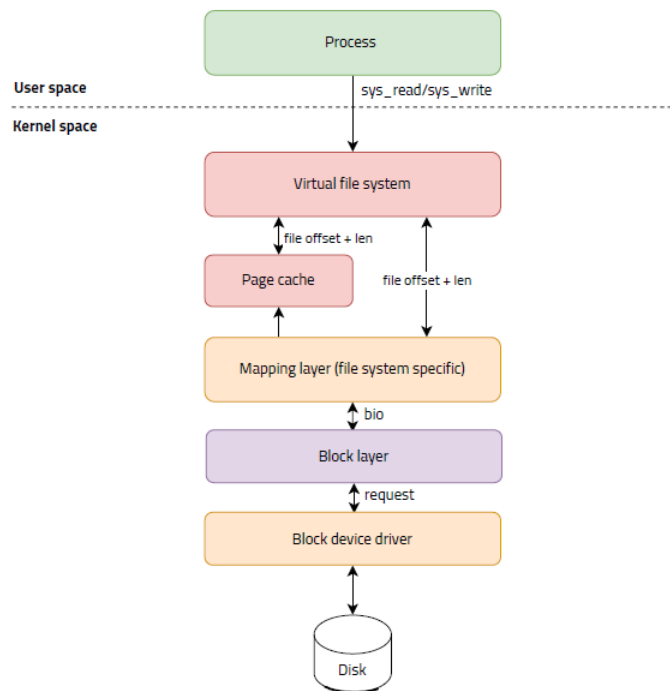 Process
User space
sys_read/sys_write
Kernel space
Virtual file system
file offset + len
Page cache
file offset + len
Mapping layer (file system specific)
bio
Block layer
request
Block device driver
Disk